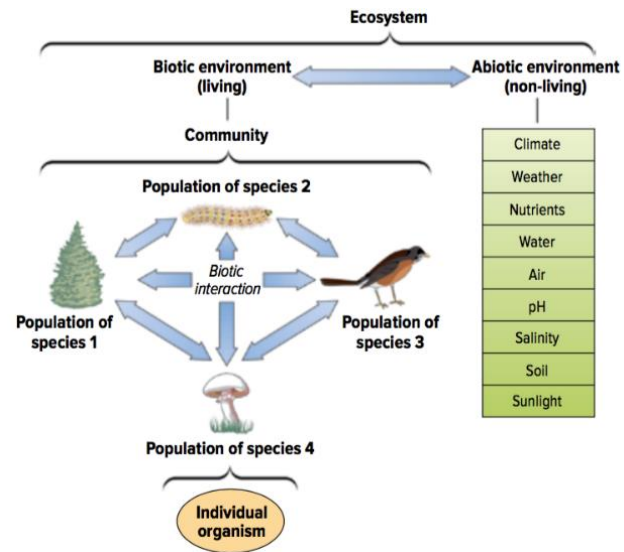 Ecosystem
Biotic environment
(living)
Abiotic environment
(non-living)
Community
Population of species 2
Biotic
interaction
Population of
species 1
Population of
species 3
Population of species 4
Individual
organism
Climate
Weather
Nutrients
Water
Air
pH
Salinity
Soil
Sunlight